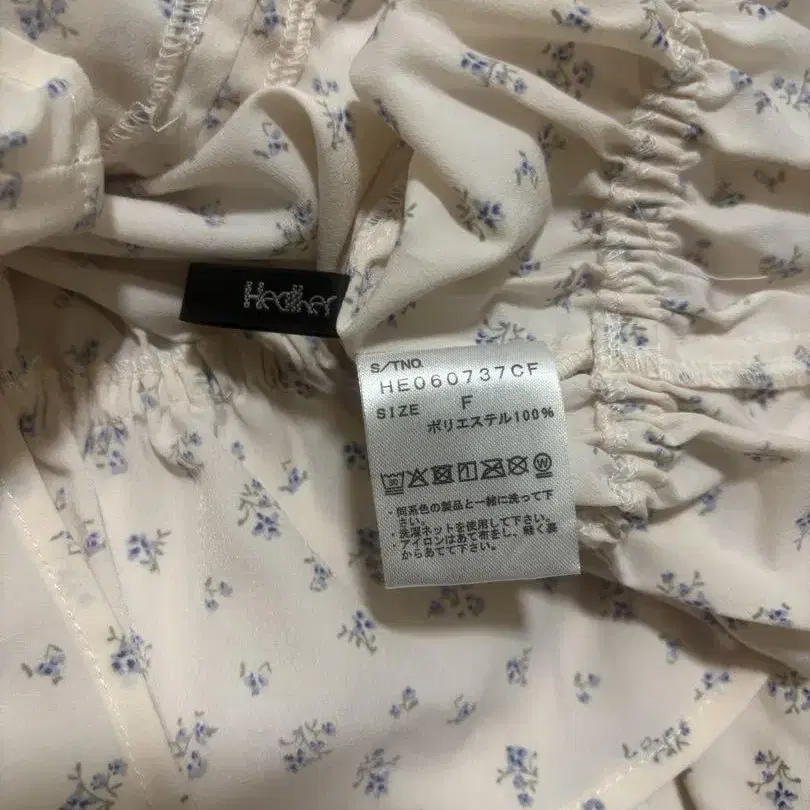 Heather
S/TNO.
HE060737CF
SIZE F
ポリエステル100%
30
・同系色の製品と一緒に洗って下
さい。
・洗濯ネットを使用して下さい。
・アイロンはあて布をし、軽く裏
からあてて下さい。